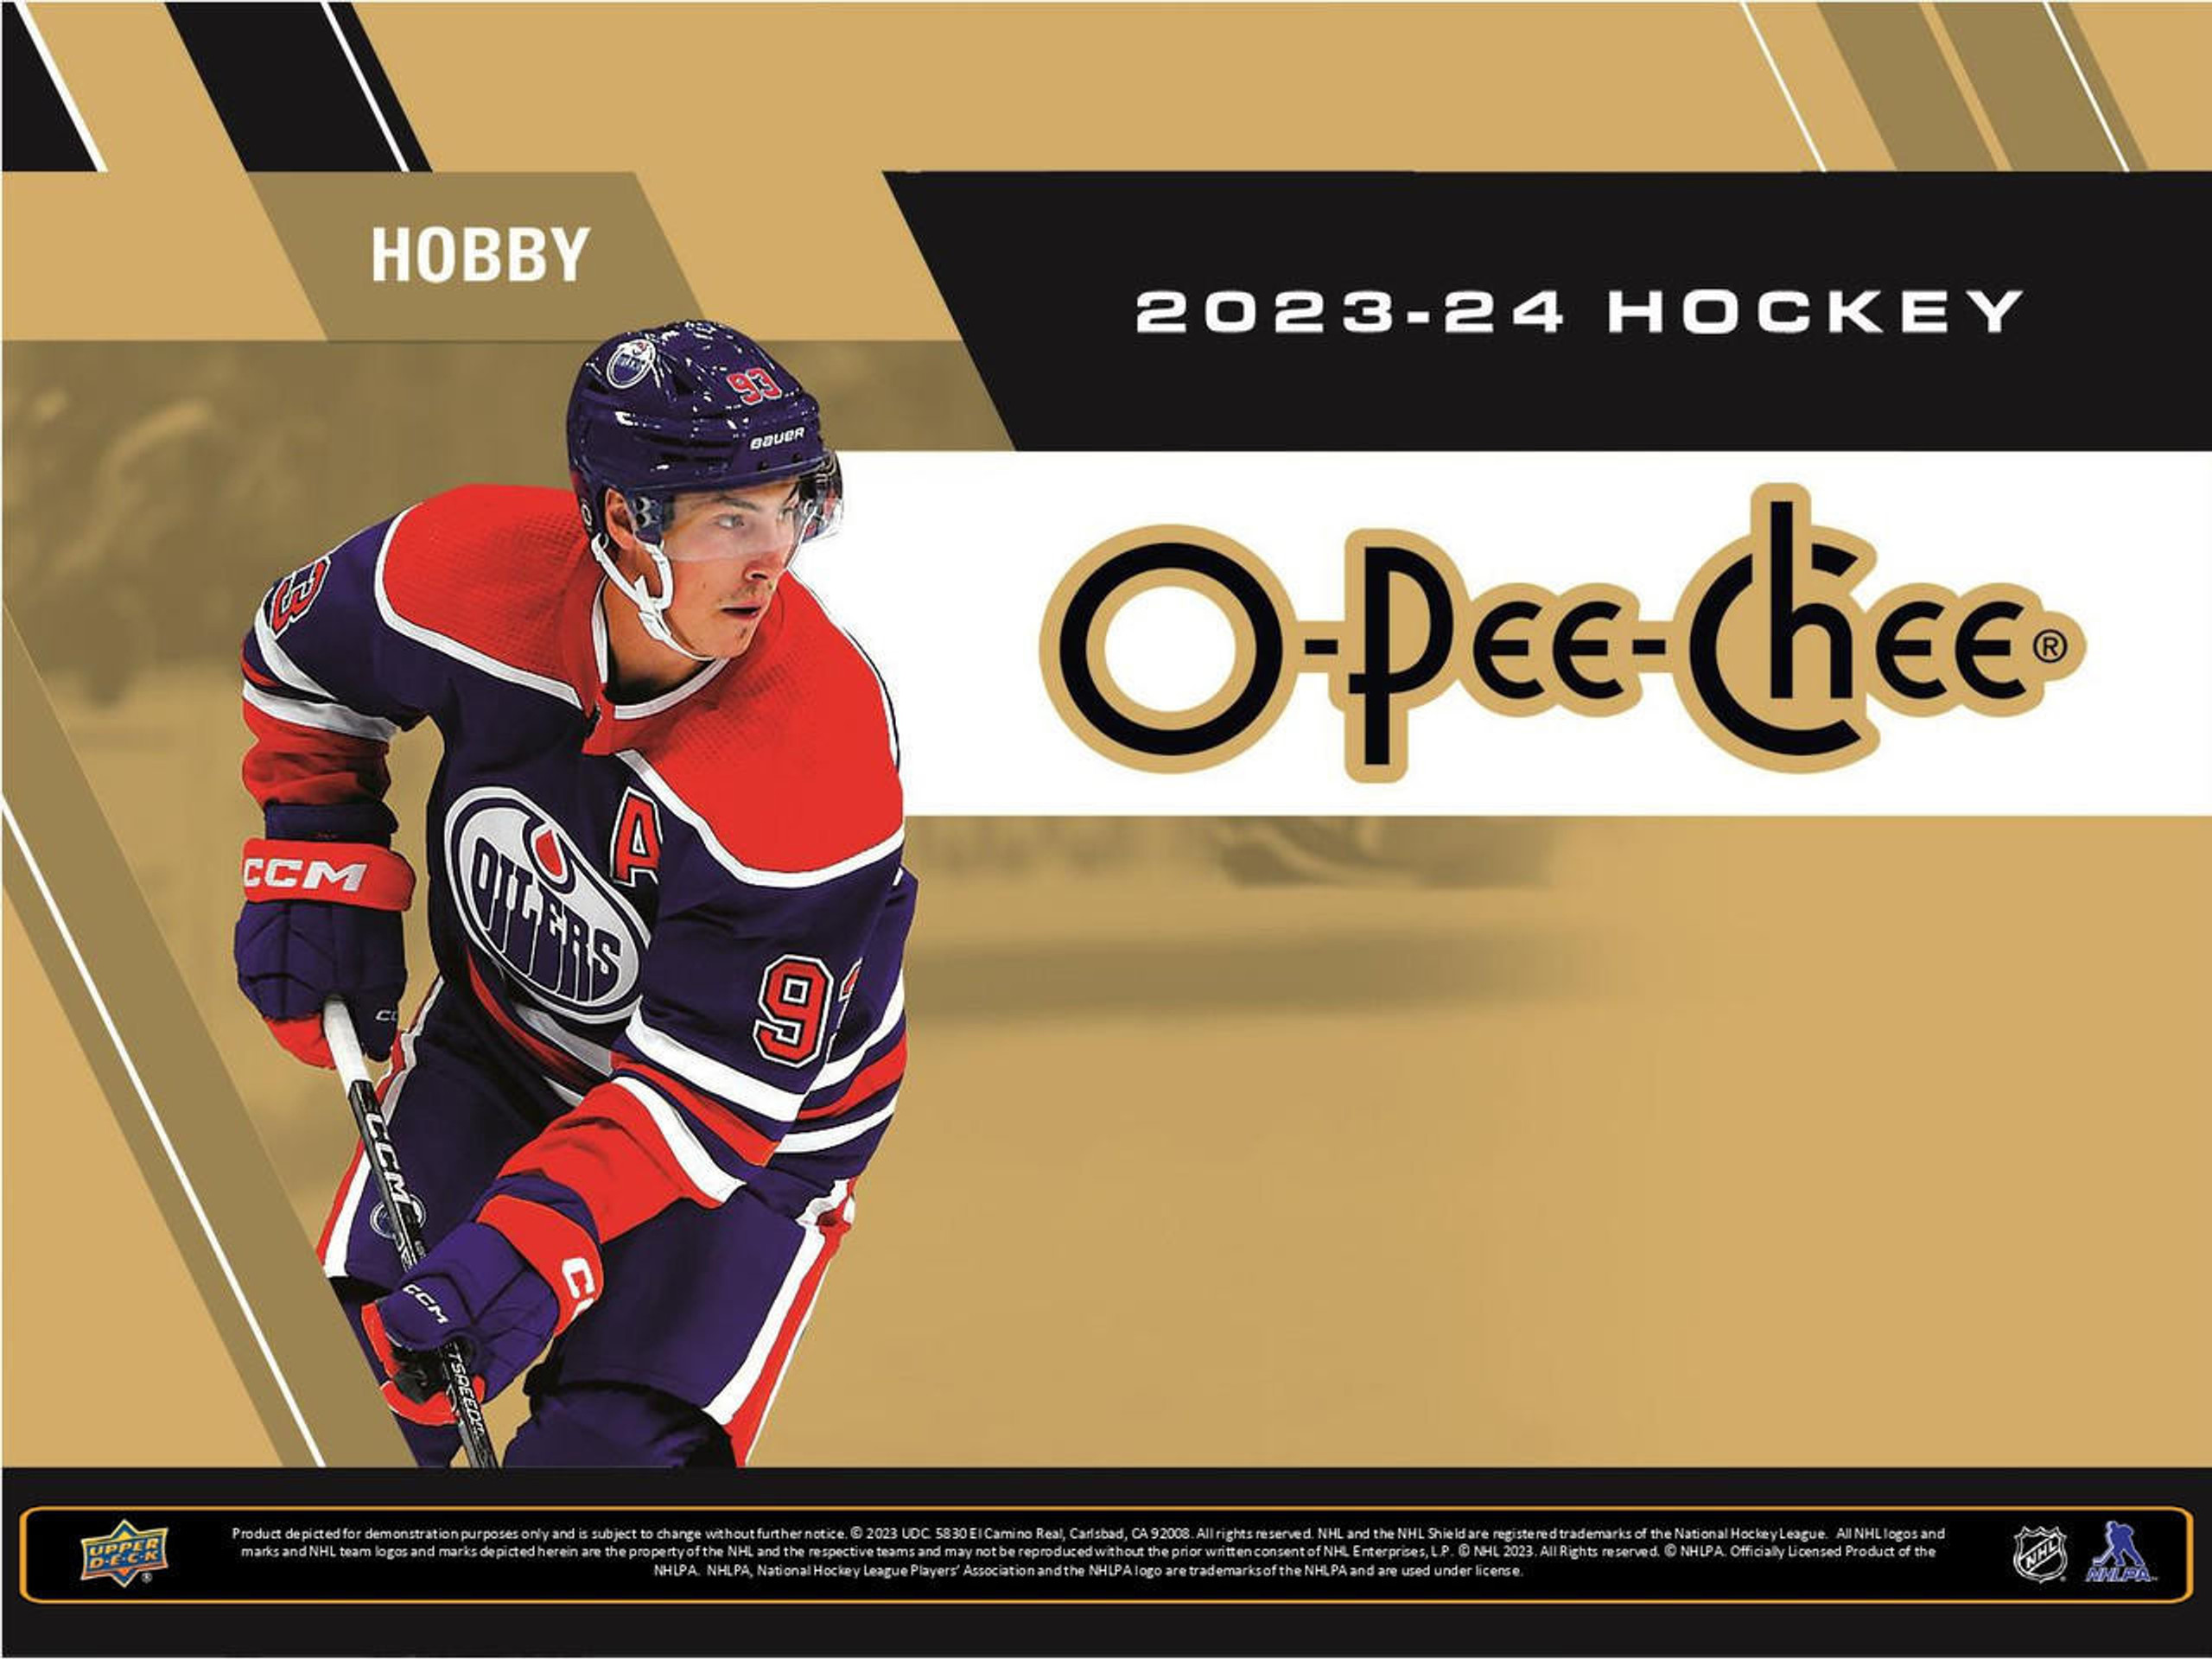 HOBBY
2023-24 HOCKEY
O-PEE-CHEE®
OILERS
93
BAUER
3
A
CCM
OILERS
9
CC
CCM
C
CCM
UPPER
D·E·C·K
®
Product depicted for demonstration purposes only and is subject to change without further notice. © 2023 UDC. 5830 El Camino Real, Carlsbad, CA 92008. All rights reserved. NHL and the NHL Shield are registered trademarks of the National Hockey League. All NHL logos and
marks and NHL team logos and marks depicted herein are the property of the NHL and the respective teams and may not be reproduced without the prior written consent of NHL Enterprises, L.P. © NHL 2023. All Rights reserved. © NHLPA. Officially Licensed Product of the
NHLPA. NHLPA, National Hockey League Players' Association and the NHLPA logo are trademarks of the NHLPA and are used under license.
NHL
NHLPA